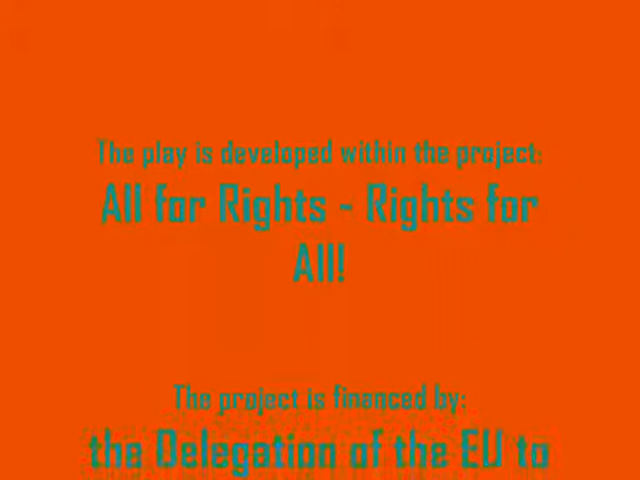 The play is developed within the project:
All for Rights - Rights for
All!
The project is financed by:
the Delegation of the EU to